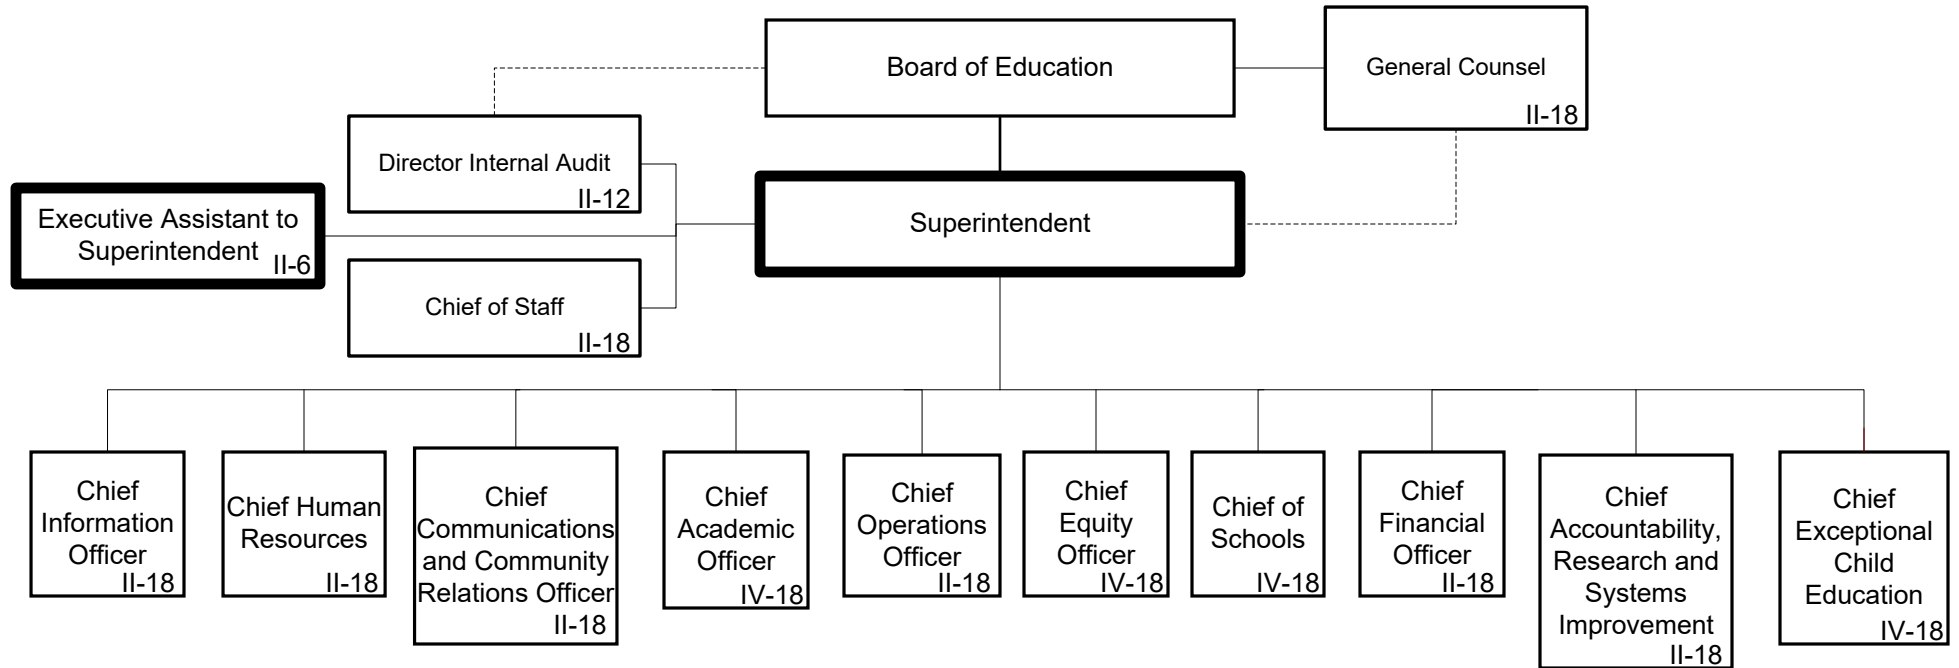 Board of Education
General Counsel
II-18
Director Internal Audit
II-12
Executive Assistant to
Superintendent
II-6
Superintendent
Chief of Staff
II-18
Chief
Information
Officer
II-18
Chief Human
Resources
II-18
Chief
Communications
and Community
Relations Officer
II-18
Chief
Academic
Officer
IV-18
Chief
Operations
Officer
II-18
Chief
Equity
Officer
IV-18
Chief of
Schools
IV-18
Chief
Financial
Officer
II-18
Chief
Accountability,
Research and
Systems
Improvement
II-18
Chief
Exceptional
Child
Education
IV-18